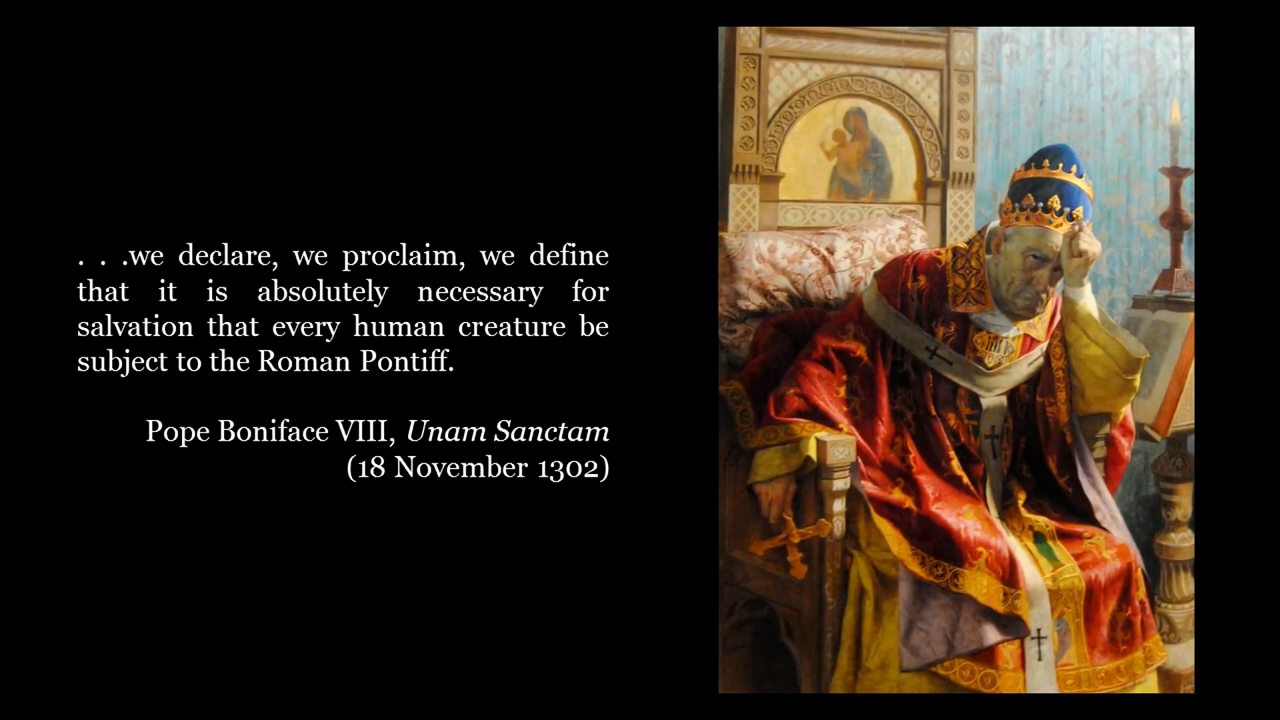 . . .we declare, we proclaim, we define
that it is absolutely necessary for
salvation that every human creature be
subject to the Roman Pontiff.
Pope Boniface VIII, Unam Sanctam
(18 November 1302)